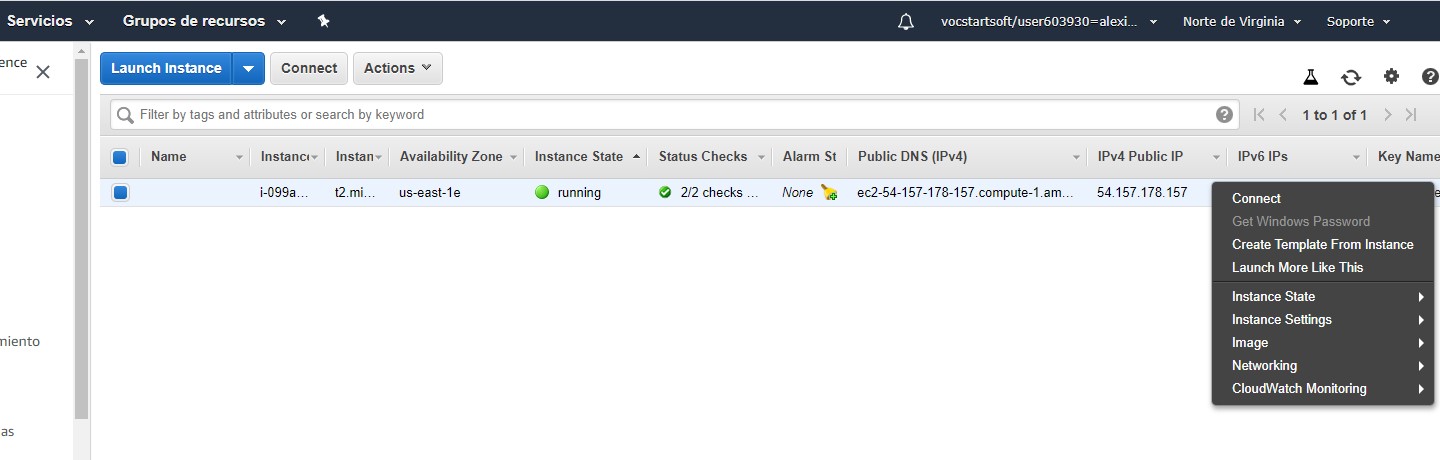 Servicios Grupos de recursos vocstartsoft/user603930=alexi... Norte de Virginia Soporte
ence
Launch Instance Connect Actions
Filter by tags and attributes or search by keyword 1 to 1 of 1
Name Instanc Instan Availability Zone Instance State Status Checks Alarm St Public DNS (IPv4) IPv4 Public IP IPv6 IPs Key Name
i-099a... t2.mi... us-east-1e running 2/2 checks ... None ec2-54-157-178-157.compute-1.am... 54.157.178.157
Connect
Get Windows Password
Create Template From Instance
Launch More Like This
Instance State
Instance Settings
Image
Networking
CloudWatch Monitoring
miento
as